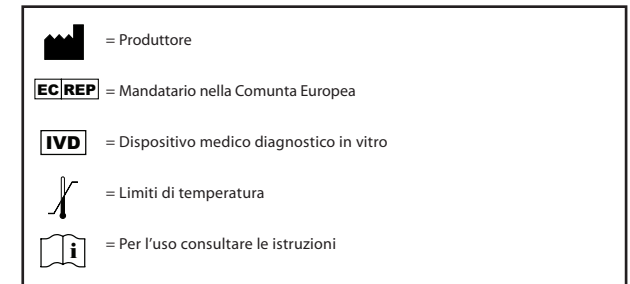 = Produttore
EC REP = Mandatario nella Comunta Europea
IVD = Dispositivo medico diagnostico in vitro
= Limiti di temperatura
i = Per l'uso consultare le istruzioni